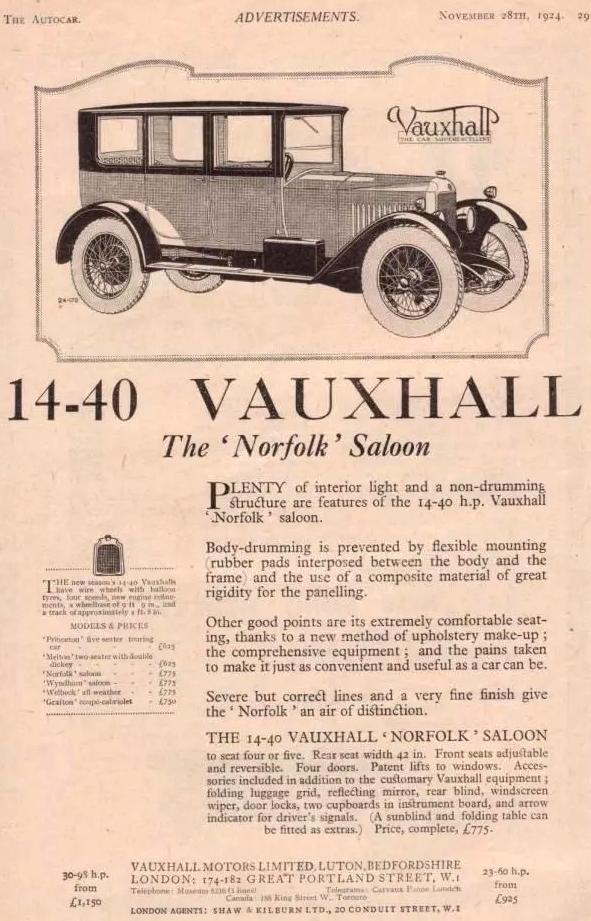 THE AUTOCAR.
ADVERTISEMENTS.
NOVEMBER 28TH, 1924. 29
Vauxhall
THE CAR SUPEREXCELLENT
14-40 VAUXHALL
The ‘Norfolk’ Saloon
PLENTY of interior light and a non-drumming
structure are features of the 14-40 h.p. Vauxhall
‘Norfolk’ saloon.
Body-drumming is prevented by flexible mounting
(rubber pads interposed between the body and the
frame) and the use of a composite material of great
rigidity for the panelling.
Other good points are its extremely comfortable seat-
ing, thanks to a new method of upholstery make-up ;
the comprehensive equipment ; and the pains taken
to make it just as convenient and useful as a car can be.
Severe but correct lines and a very fine finish give
the ‘Norfolk’ an air of distinction.
THE new season's 14-40 Vauxhalls
have wire wheels with balloon
tyres, four speeds, new engine refine-
ments, a wheelbase of 9 ft 9 in., and
a track of approximately 4 ft. 8 in.
MODELS & PRICES
‘Princeton’ five seater touring
car - - - £625
‘Melton’ two-seater with double
dickey - - - £625
‘Norfolk’ saloon - - - £775
‘Wyndham’ saloon - - £775
‘Welbeck’ all-weather - - £775
‘Grafton’ coupé-cabriolet - £750
THE 14-40 VAUXHALL ‘NORFOLK’ SALOON
to seat four or five. Rear seat width 42 in. Front seats adjustable
and reversible. Four doors. Patent lifts to windows. Acces-
sories included in addition to the customary Vauxhall equipment ;
folding luggage grid, reflecting mirror, rear blind, windscreen
wiper, door locks, two cupboards in instrument board, and arrow
indicator for driver's signals. (A sunblind and folding table can
be fitted as extras.) Price, complete, £775.
30-98 h.p.
from
£1,150
VAUXHALL MOTORS LIMITED, LUTON, BEDFORDSHIRE
LONDON: 174-182 GREAT PORTLAND STREET, W.1
Telephone: Museum 8216 (3 lines) Telegrams: Carvaux London
Canada: 188 King Street W., Toronto
LONDON AGENTS: SHAW & KILBURN LTD., 20 CONDUIT STREET, W.1
23-60 h.p.
from
£925